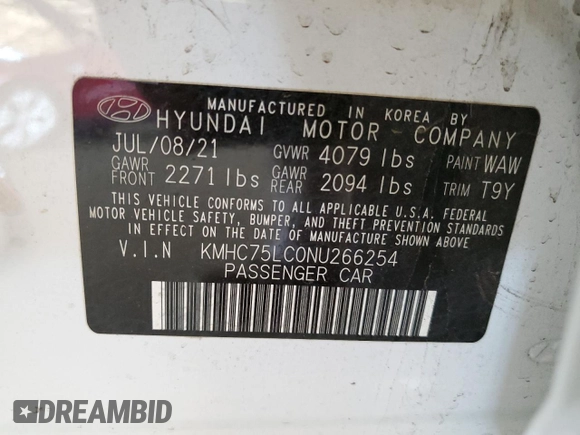 MANUFACTURED IN KOREA BY
HYUNDAI MOTOR COMPANY
JUL/08/21 GVWR 4079 lbs PAINT WAW
GAWR FRONT 2271 lbs GAWR REAR 2094 lbs TRIM T9Y
THIS VEHICLE CONFORMS TO ALL APPLICABLE U.S.A. FEDERAL
MOTOR VEHICLE SAFETY, BUMPER, AND THEFT PREVENTION STANDARDS
IN EFFECT ON THE DATE OF MANUFACTURE SHOWN ABOVE
V.I.N KMHC75LC0NU266254
PASSENGER CAR
DREAMBID